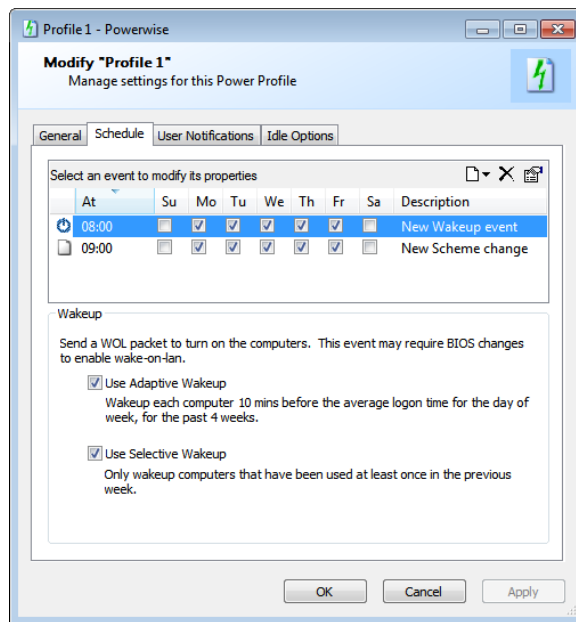 Profile 1 - Powerwise
Modify "Profile 1"
Manage settings for this Power Profile
General Schedule User Notifications Idle Options
Select an event to modify its properties
At Su Mo Tu We Th Fr Sa Description
08:00 New Wakeup event
09:00 New Scheme change
Wakeup
Send a WOL packet to turn on the computers. This event may require BIOS changes
to enable wake-on-lan.
Use Adaptive Wakeup
Wakeup each computer 10 mins before the average logon time for the day of
week, for the past 4 weeks.
Use Selective Wakeup
Only wakeup computers that have been used at least once in the previous
week.
OK Cancel Apply